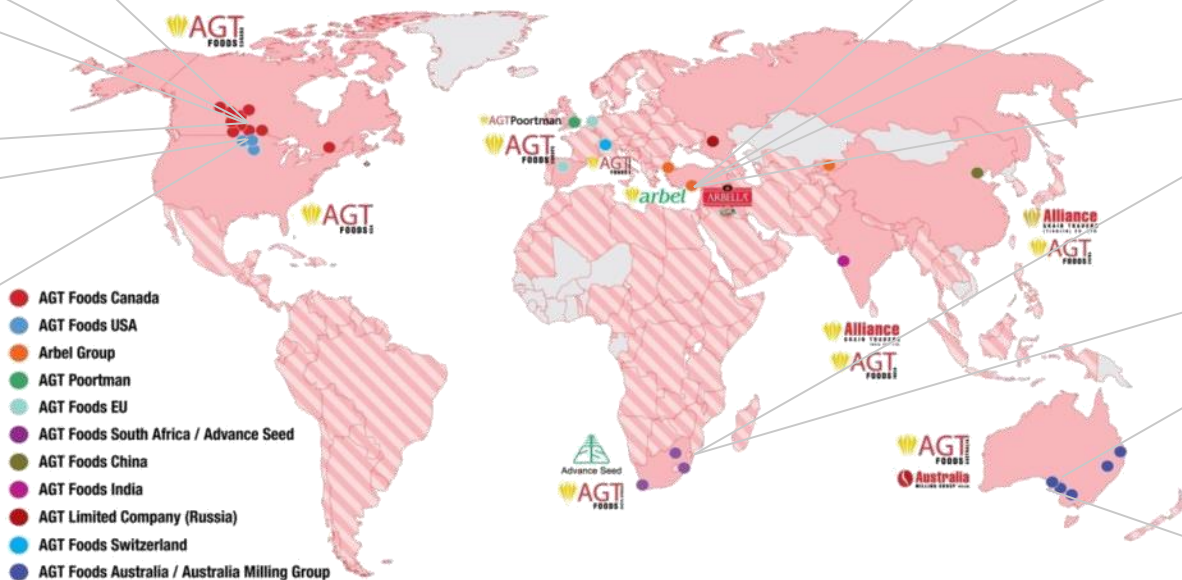 AGT
FOODS
AGT
FOODS
AGTPoortman
AGT
FOODS
AGT
arbel
ARBELLA
Alliance
GRAIN TRADERS
AGT
FOODS
Alliance
GRAIN TRADERS
AGT
FOODS
Advance Seed
AGT
FOODS
AGT
FOODS
Australia
MILLING GROUP
AGT Foods Canada
AGT Foods USA
Arbel Group
AGT Poortman
AGT Foods EU
AGT Foods South Africa / Advance Seed
AGT Foods China
AGT Foods India
AGT Limited Company (Russia)
AGT Foods Switzerland
AGT Foods Australia / Australia Milling Group